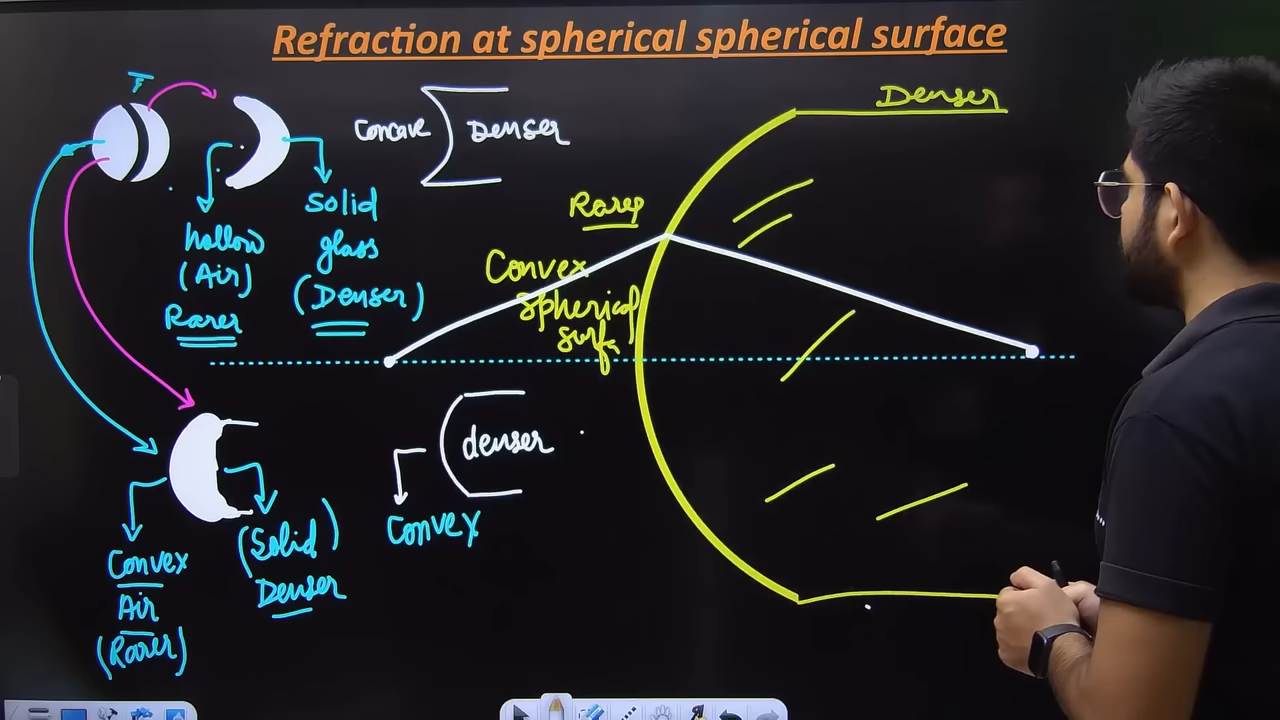 Refraction at spherical spherical surface
Concave
Denser
hollow
(Air)
Rarer
Solid
glass
(Denser)
Denser
Rarer
Convex
Spherical
denser
Convex
Convex
Air
(Rarer)
(Solid)
Denser